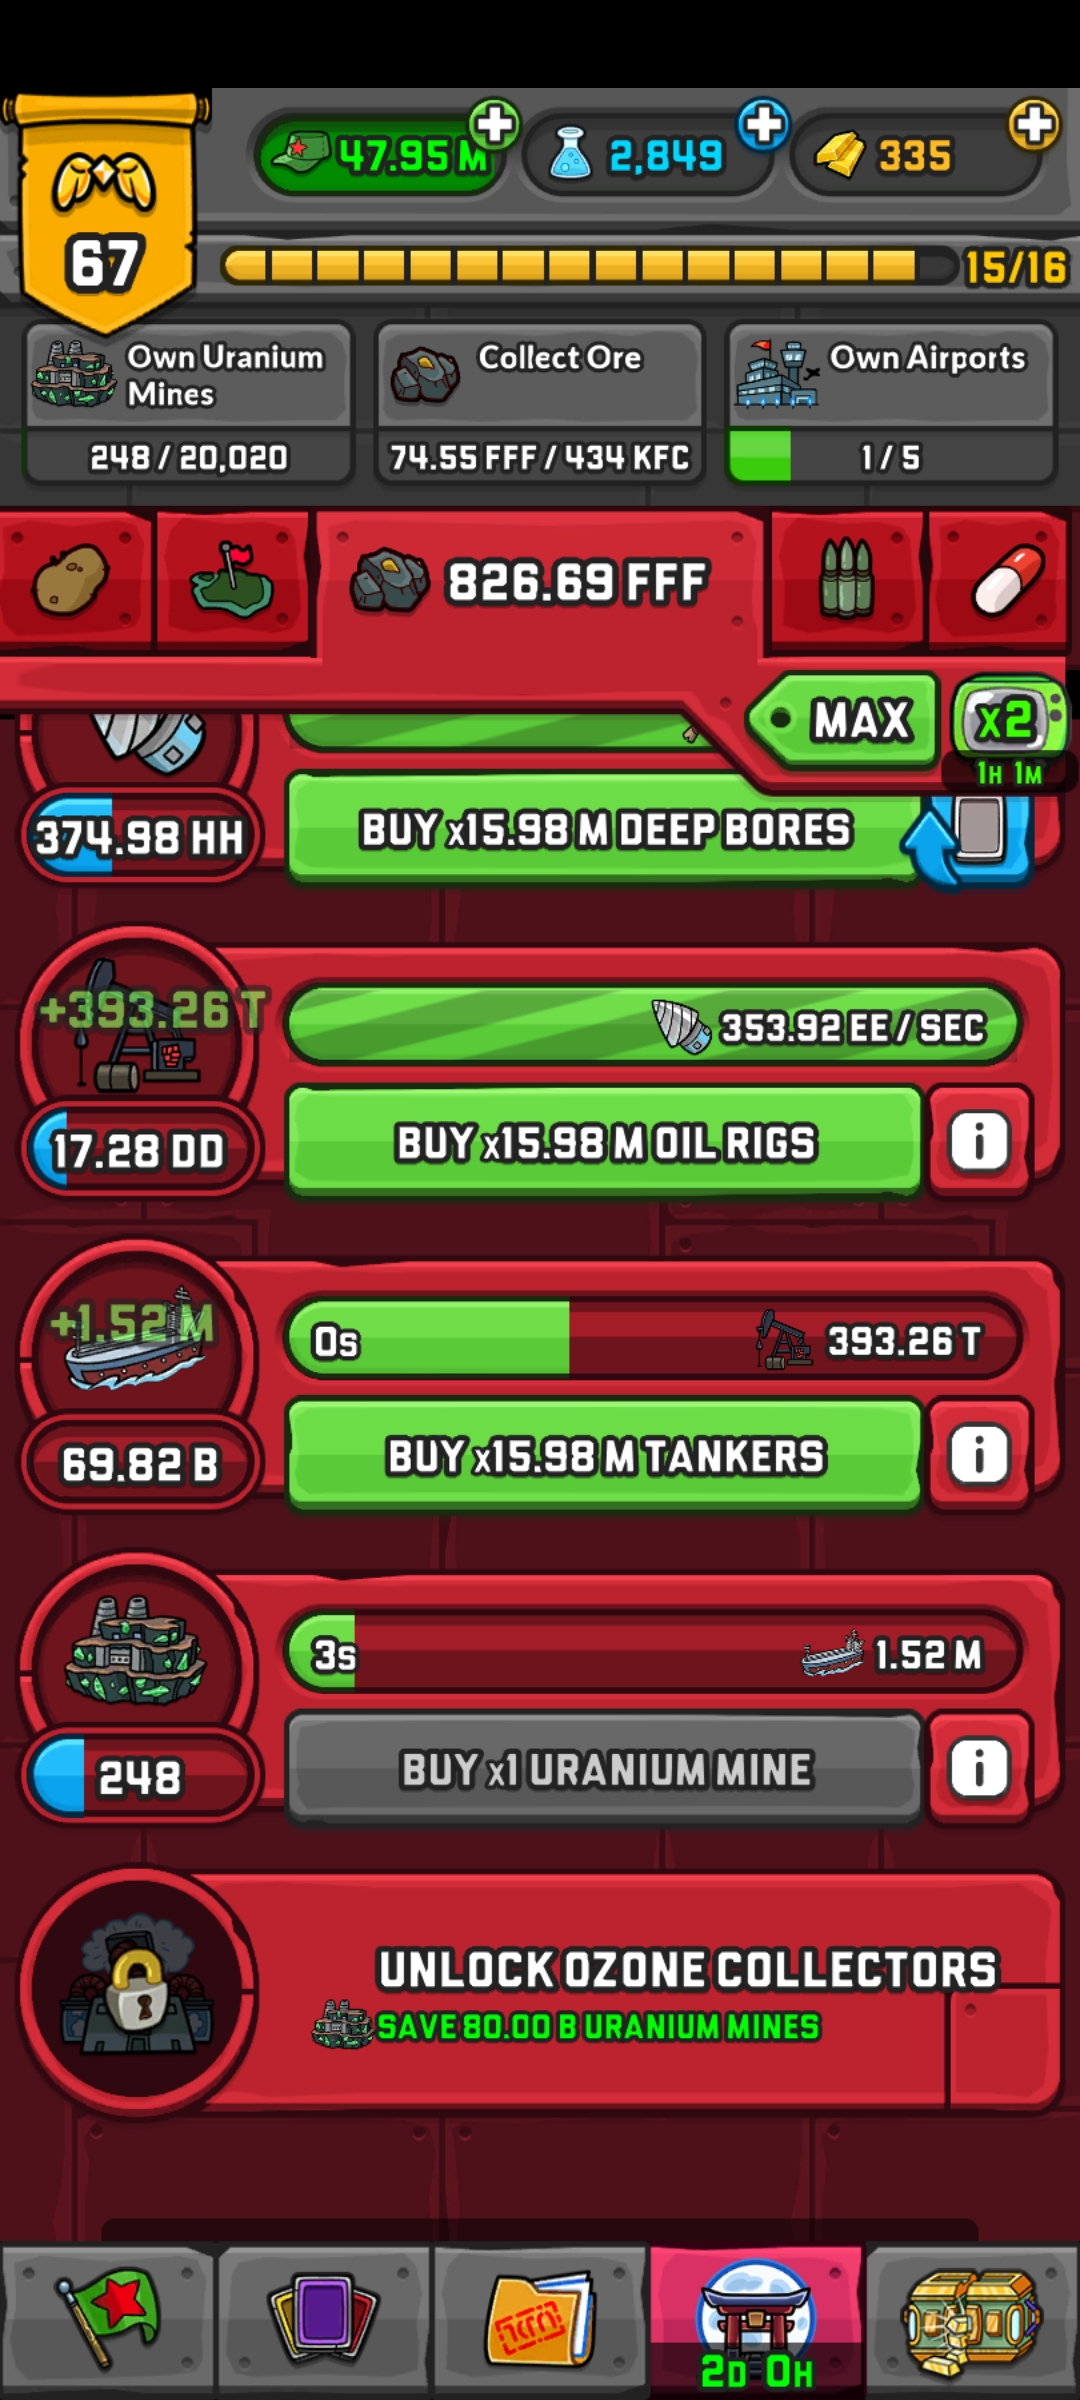 47.95 M
2,849
335
67
15/16
Own Uranium
Mines
248 / 20,020
Collect Ore
74.55 FFF / 434 KFC
Own Airports
1 / 5
826.69 FFF
MAX
x2
1H 1M
374.98 HH
BUY x15.98 M DEEP BORES
+393.26 T
353.92 EE / SEC
17.28 DD
BUY x15.98 M OIL RIGS
i
+1.52 M
0s
393.26 T
69.82 B
BUY x15.98 M TANKERS
i
3s
1.52 M
248
BUY x1 URANIUM MINE
i
UNLOCK OZONE COLLECTORS
SAVE 80.00 B URANIUM MINES
2D 0H